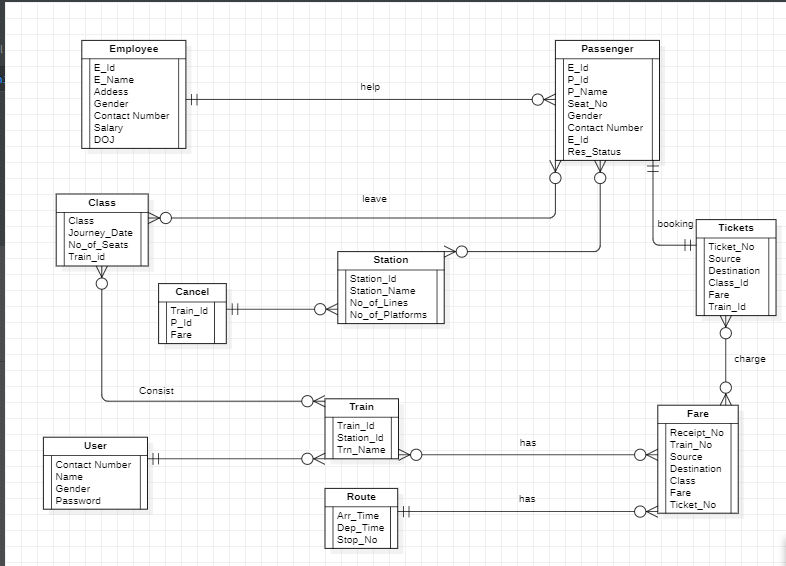 Employee
E_Id
E_Name
Addess
Gender
Contact Number
Salary
DOJ
help
Passenger
E_Id
P_Id
P_Name
Seat_No
Gender
Contact Number
E_Id
Res_Status
Class
Class
Journey_Date
No_of_Seats
Train_id
leave
booking
Tickets
Ticket_No
Source
Destination
Class_Id
Fare
Train_Id
Station
Station_Id
Station_Name
No_of_Lines
No_of_Platforms
Cancel
Train_Id
P_Id
Fare
charge
Consist
Train
Train_Id
Station_Id
Trn_Name
has
Fare
Receipt_No
Train_No
Source
Destination
Class
Fare
Ticket_No
User
Contact Number
Name
Gender
Password
Route
Arr_Time
Dep_Time
Stop_No
has